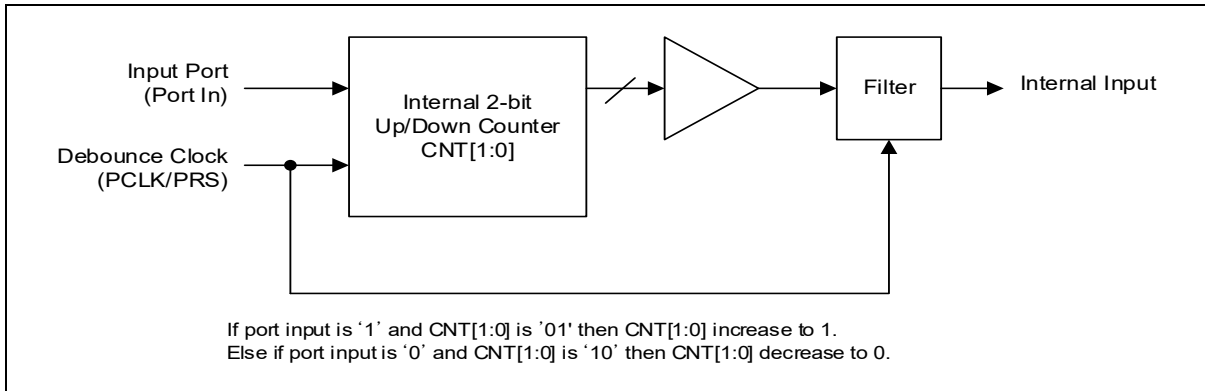 Input Port
(Port In)
Debounce Clock
(PCLK/PRS)
Internal 2-bit
Up/Down Counter
CNT[1:0]
Filter
Internal Input
If port input is ‘1’ and CNT[1:0] is ’01' then CNT[1:0] increase to 1.
Else if port input is ‘0’ and CNT[1:0] is ‘10’ then CNT[1:0] decrease to 0.